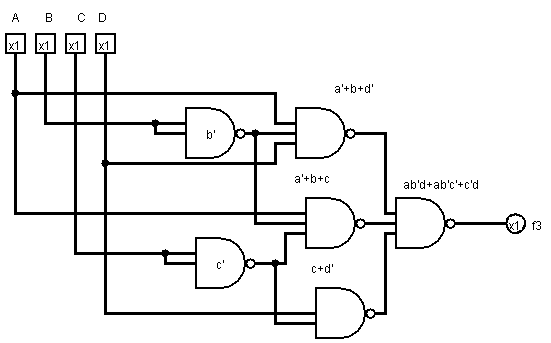 A B C D
x1 x1 x1 x1
a'+b+d'
b'
a'+b+c
ab'd+ab'c'+c'd
x1 f3
c'
c+d'